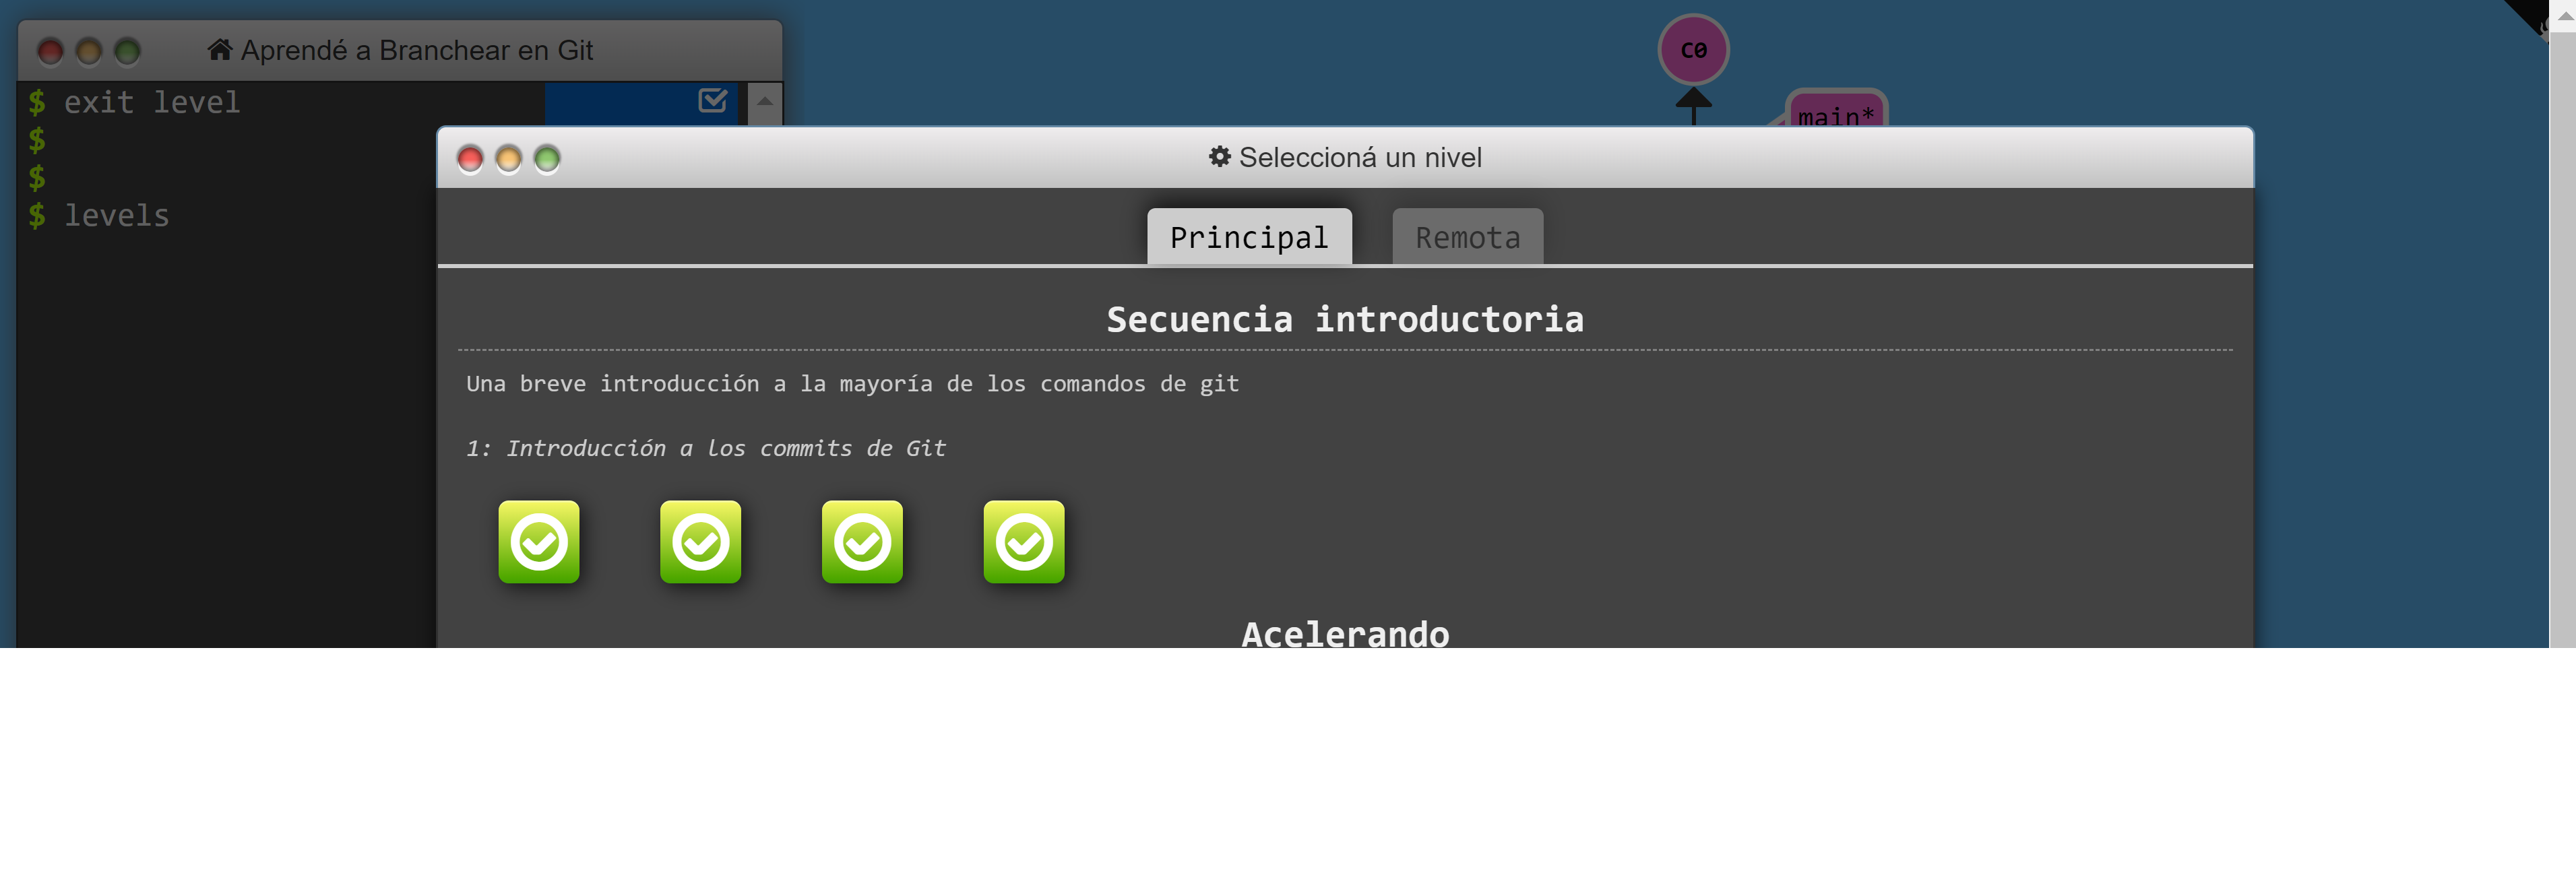 Aprendé a Branchear en Git
$ exit level
$
$
$ levels
C0
main*
Seleccioná un nivel
Principal
Remota
Secuencia introductoria
Una breve introducción a la mayoría de los comandos de git
1: Introducción a los commits de Git
Acelerando